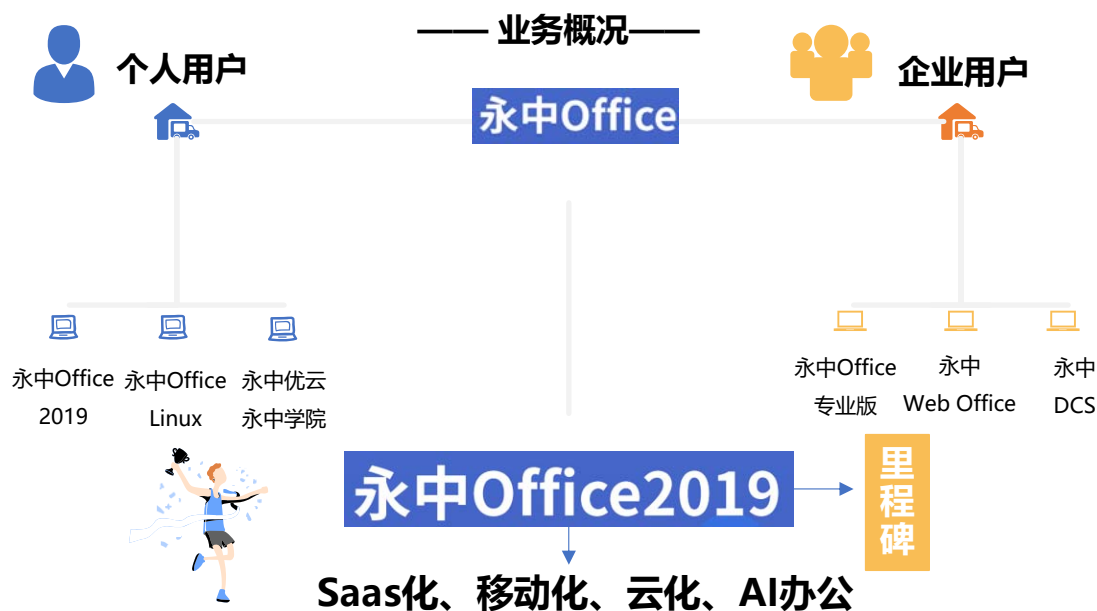 —— 业务概况——
个人用户
企业用户
永中Office
永中Office
2019
永中Office
Linux
永中优云
永中学院
永中Office
专业版
永中
Web Office
永中
DCS
永中Office2019
里程碑
Saas化、移动化、云化、AI办公